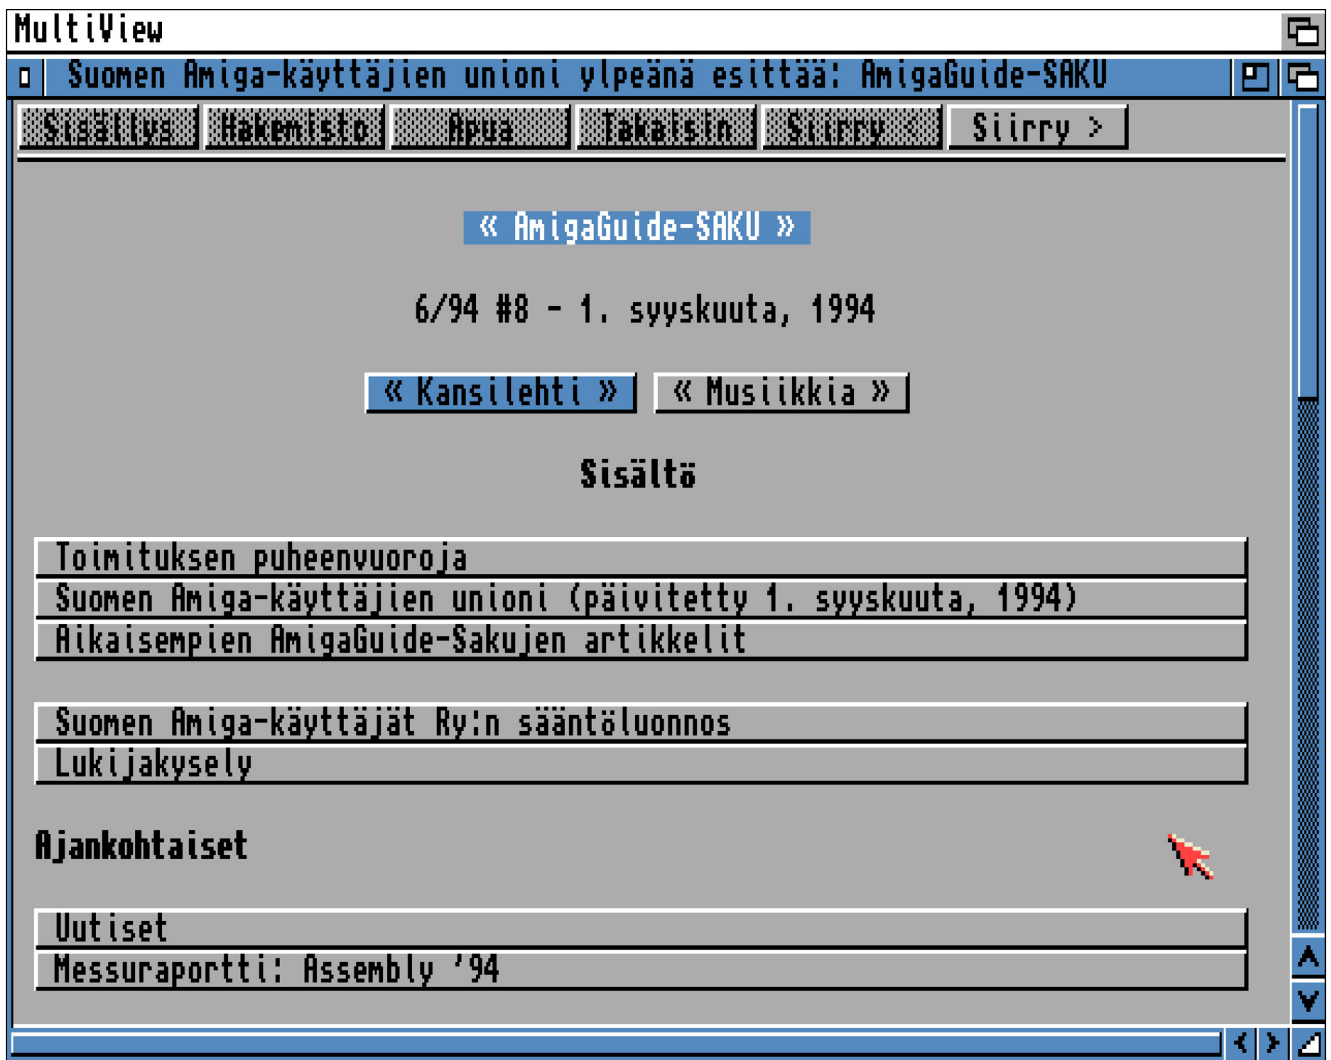 MultiView
Suomen Amiga-käyttäjien unioni ylpeänä esittää: AmigaGuide-SAKU
Sisällys Hakemisto Apua Takaisin Siirry < Siirry >
« AmigaGuide-SAKU »
6/94 #8 - 1. syyskuuta, 1994
« Kansilehti » « Musiikkia »
Sisältö
Toimituksen puheenvuoroja
Suomen Amiga-käyttäjien unioni (päivitetty 1. syyskuuta, 1994)
Aikaisempien AmigaGuide-Sakujen artikkelit
Suomen Amiga-käyttäjät Ry:n sääntöluonnos
Lukijakysely
Ajankohtaiset
Uutiset
Messuraportti: Assembly '94